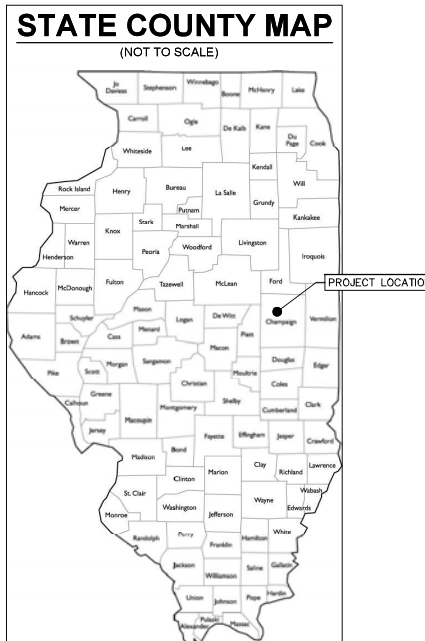 STATE COUNTY MAP
(NOT TO SCALE)
Jo
Daviess
Stephenson
Winnebago
Boone
McHenry
Lake
Carroll
Ogie
De Kalb
Kane
Du
Page
Cook
Whiteside
Lee
Kendall
Will
Rock Island
Henry
Bureau
La Salle
Grundy
Mercer
Putnam
Kankakee
Stark
Marshall
Knox
Warren
Henderson
Peoria
Woodford
Livingston
Iroquois
Hancock
McDonough
Fulton
Tazewell
McLean
Ford
PROJECT LOCATIO
Schuyler
Mason
Logan
De Witt
Champaign
Vermilion
Adams
Brown
Cass
Menard
Macon
Piatt
Pike
Scott
Morgan
Sangamon
Moultrie
Douglas
Edgar
Christian
Coles
Calhoun
Greene
Montgomery
Shelby
Cumberland
Clark
Jersey
Macoupin
Fayette
Effingham
Jasper
Crawford
Madison
Bond
Marion
Clay
Richland
Lawrence
Clinton
St. Clair
Wabash
Washington
Wayne
Edwards
Monroe
Jefferson
Randolph
Perry
Franklin
Hamilton
White
Jackson
Williamson
Saline
Gallatin
Union
Johnson
Pope
Hardin
Pulaski
Alexander
Massac